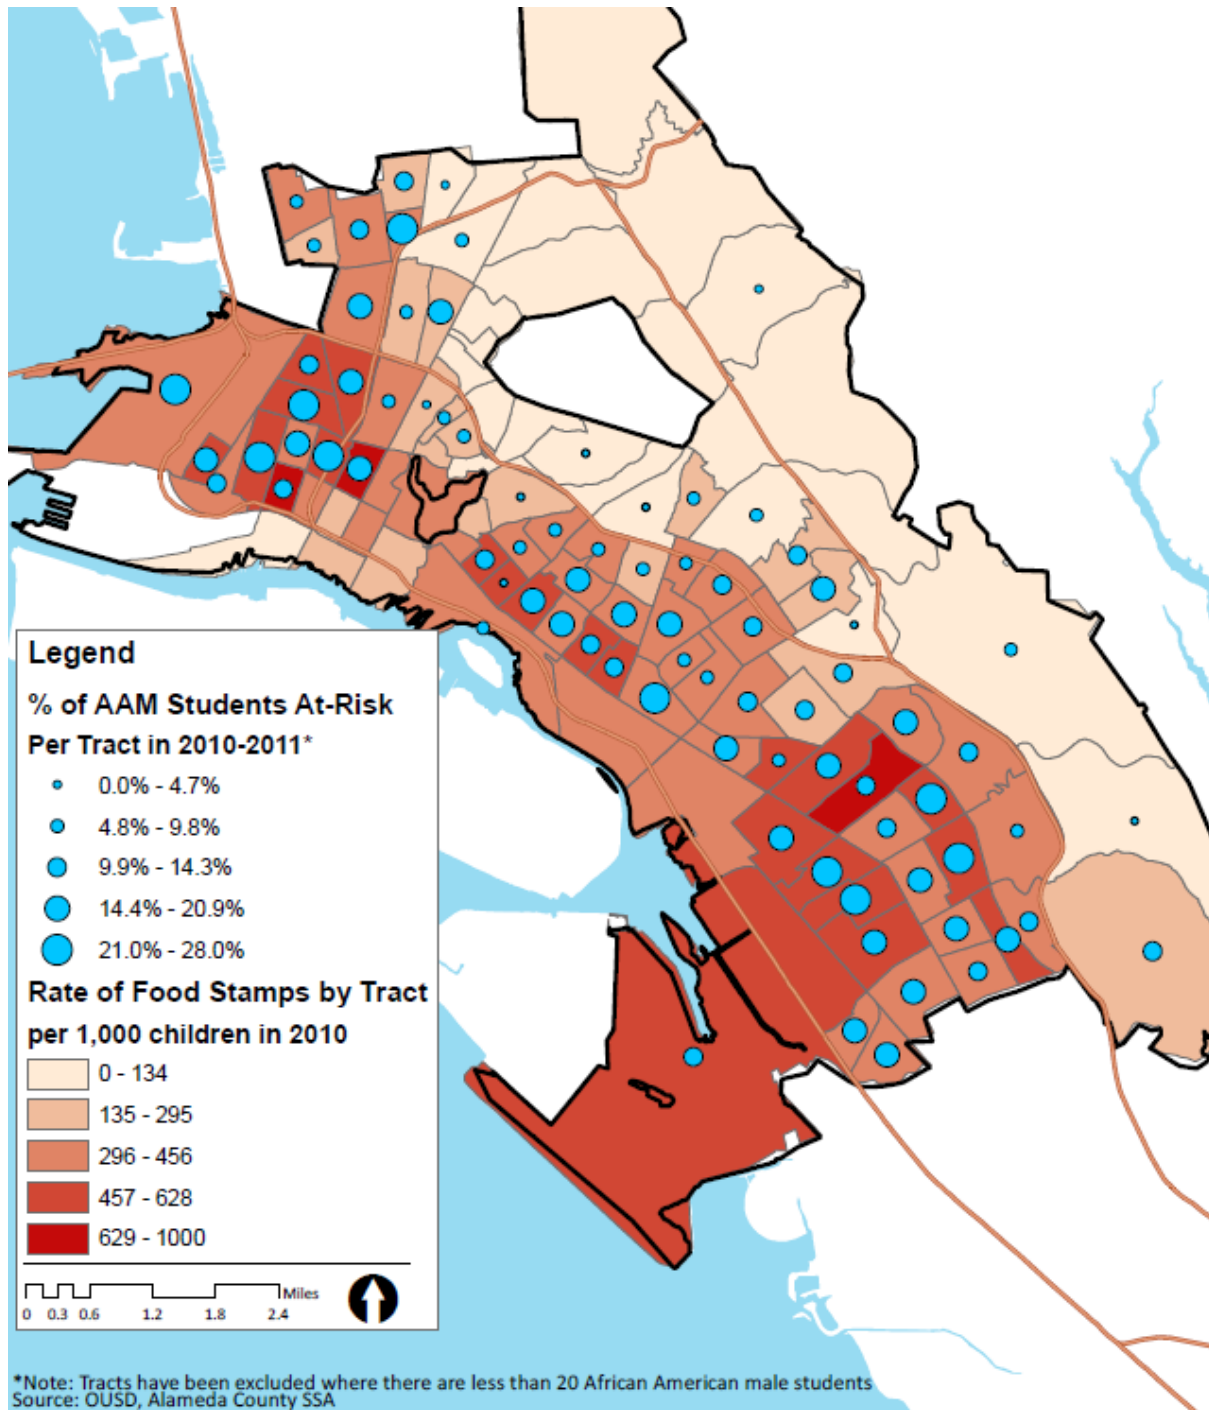 Legend
% of AAM Students At-Risk
Per Tract in 2010-2011*
0.0% - 4.7%
4.8% - 9.8%
9.9% - 14.3%
14.4% - 20.9%
21.0% - 28.0%
Rate of Food Stamps by Tract
per 1,000 children in 2010
0 - 134
135 - 295
296 - 456
457 - 628
629 - 1000
Miles
0 0.3 0.6 1.2 1.8 2.4
*Note: Tracts have been excluded where there are less than 20 African American male students
Source: OUSD, Alameda County SSA